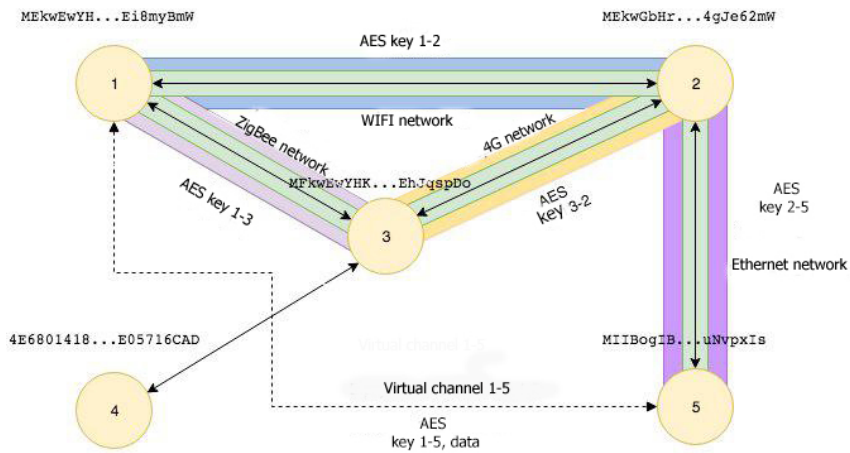 MEkwEwYH...Ei8myBmW
MEkwGbHr...4gJe62mW
AES key 1-2
1
2
WIFI network
ZigBee network
4G network
MFkwEwYHK...EhJqspDo
AES key 1-3
AES
key 3-2
AES
key 2-5
3
Ethernet network
4E6801418...E05716CAD
Virtual channel 1-5
MIIBogIB...uNvpxIs
Virtual channel 1-5
4
5
AES
key 1-5, data